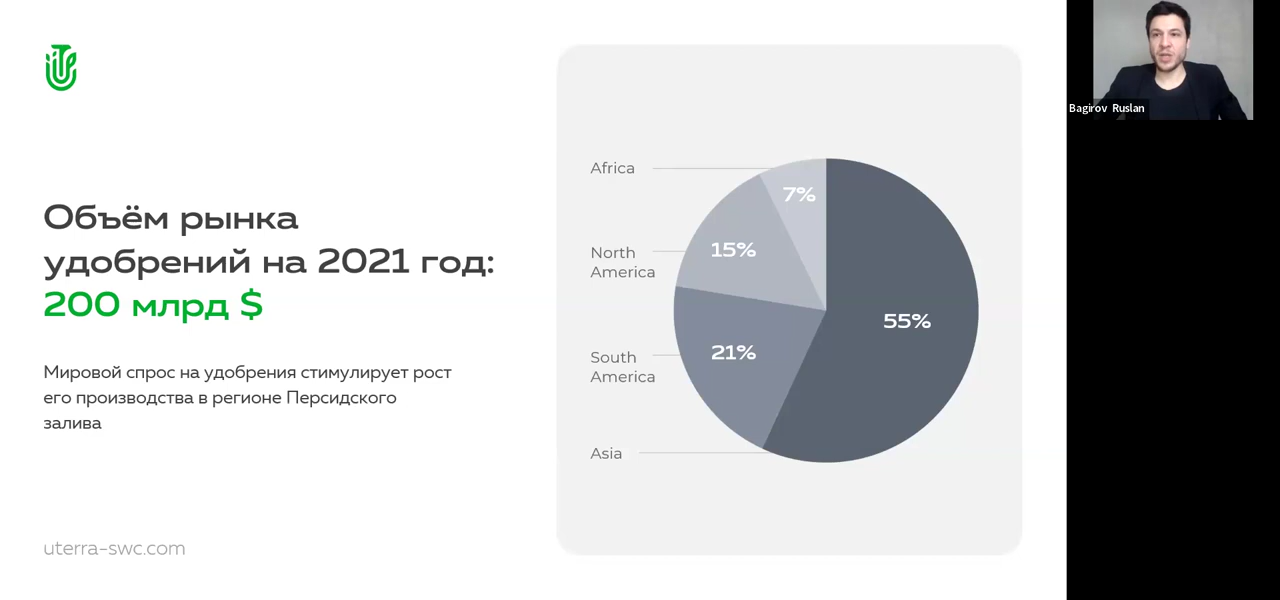 Объём рынка
удобрений на 2021 год:
200 млрд $
Мировой спрос на удобрения стимулирует рост
его производства в регионе Персидского
залива
uterra-swc.com
Africa
7%
North
America
15%
55%
South
America
21%
Asia
Bagirov Ruslan